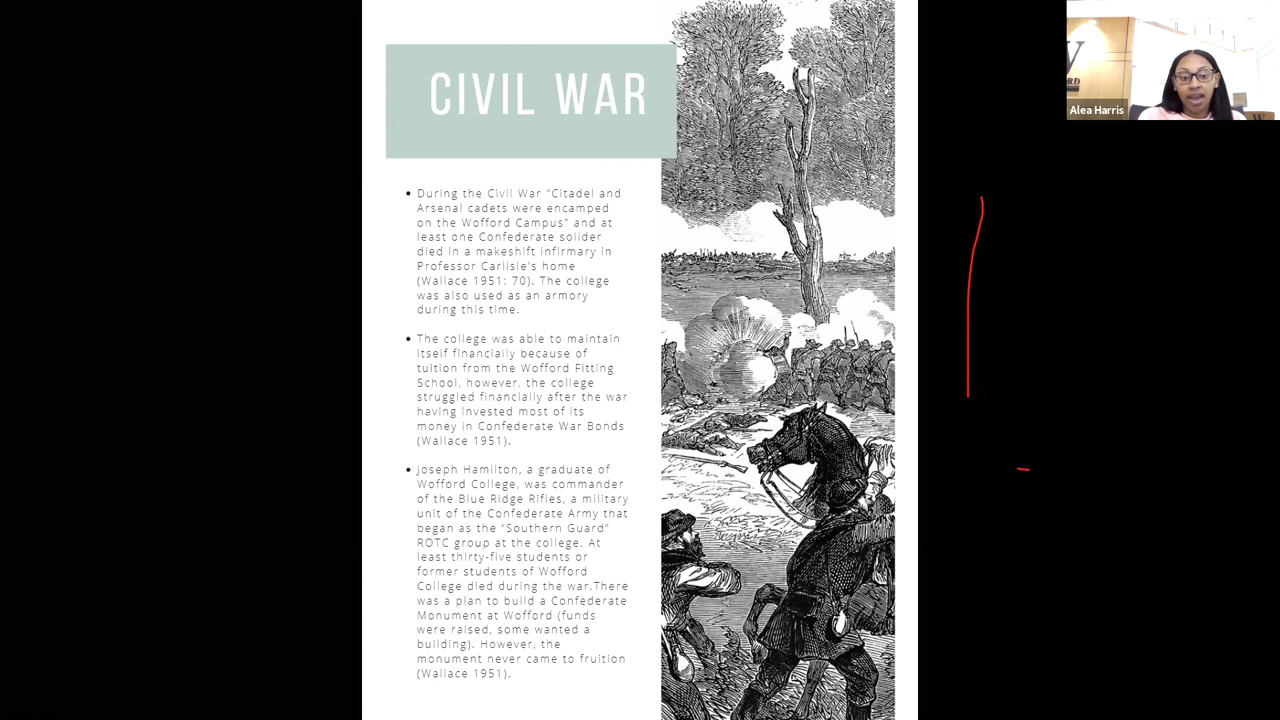 CIVIL WAR
During the Civil War "Citadel and
Arsenal cadets were encamped
on the Wofford Campus" and at
least one Confederate solider
died in a makeshift infirmary in
Professor Carlisle's home
(Wallace 1951: 70). The college
was also used as an armory
during this time.
The college was able to maintain
itself financially because of
tuition from the Wofford Fitting
School, however, the college
struggled financially after the war
having invested most of its
money in Confederate War Bonds
(Wallace 1951).
Joseph Hamilton, a graduate of
Wofford College, was commander
of the Blue Ridge Rifles, a military
unit of the Confederate Army that
began as the “Southern Guard”
ROTC group at the college. At
least thirty-five students or
former students of Wofford
College died during the war.There
was a plan to build a Confederate
Monument at Wofford (funds
were raised, some wanted a
building). However, the
monument never came to fruition
(Wallace 1951).
W
RD
Alea Harris
W